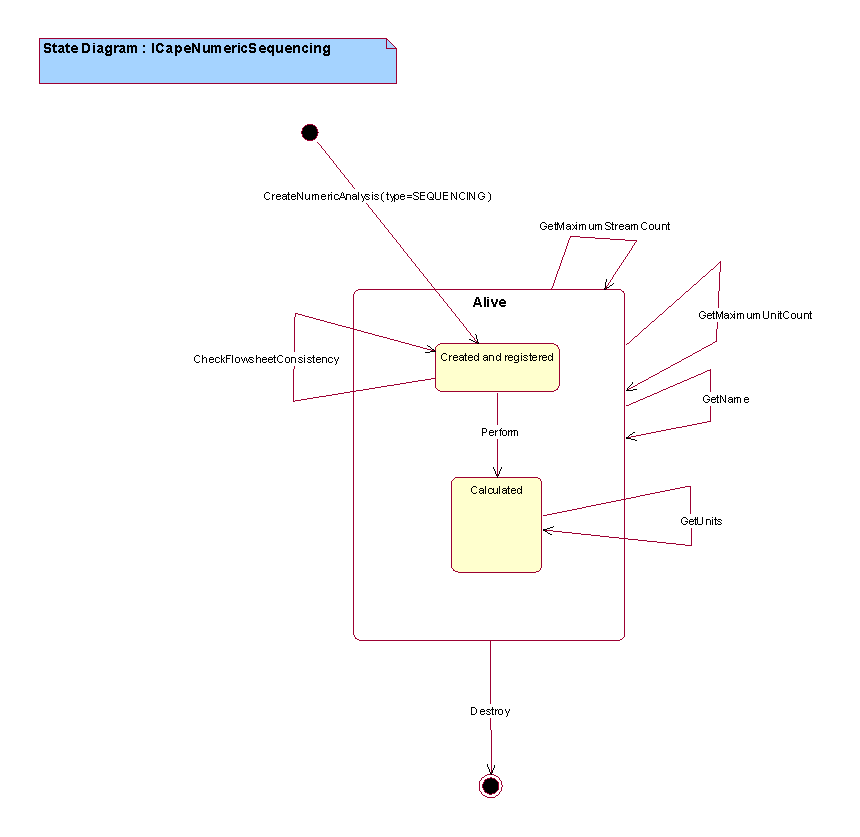 State Diagram : ICapeNumericSequencing
CreateNumericAnalysis( type=SEQUENCING )
GetMaximumStreamCount
Alive
GetMaximumUnitCount
CheckFlowsheetConsistency
Created and registered
GetName
Perform
Calculated
GetUnits
Destroy